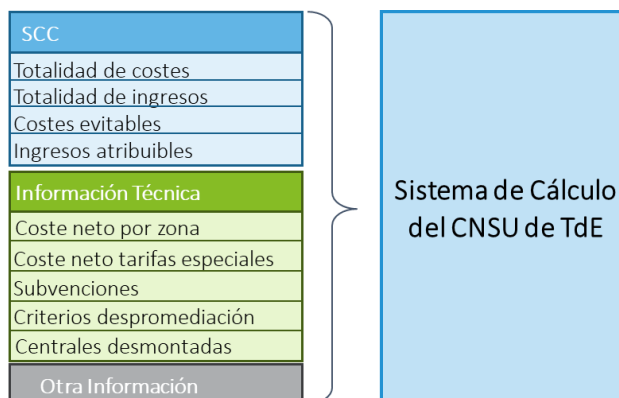 SCC
Totalidad de costes
Totalidad de ingresos
Costes evitables
Ingresos atribuibles
Información Técnica
Coste neto por zona
Coste neto tarifas especiales
Subvenciones
Criterios despromediación
Centrales desmontadas
Otra Información
Sistema de Cálculo
del CNSU de TdE